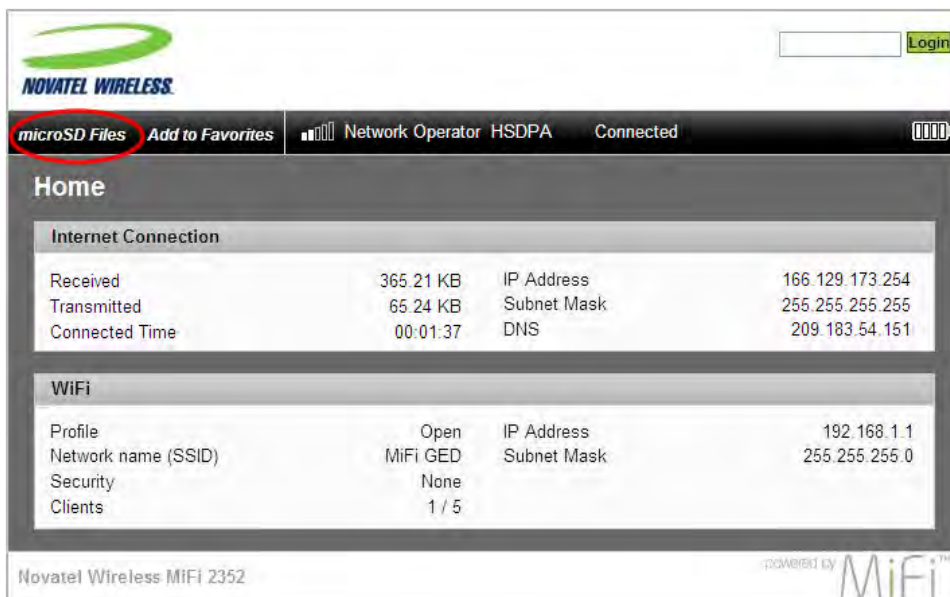 NOVATEL WIRELESS.
Login
microSD Files Add to Favorites Network Operator HSDPA Connected
Home
Internet Connection
Received 365.21 KB IP Address 166.129.173.254
Transmitted 65.24 KB Subnet Mask 255.255.255.255
Connected Time 00:01:37 DNS 209.183.54.151
WiFi
Profile Open IP Address 192.168.1.1
Network name (SSID) MiFi GED Subnet Mask 255.255.255.0
Security None
Clients 1 / 5
Novatel Wireless MiFi 2352 powered by MiFi™